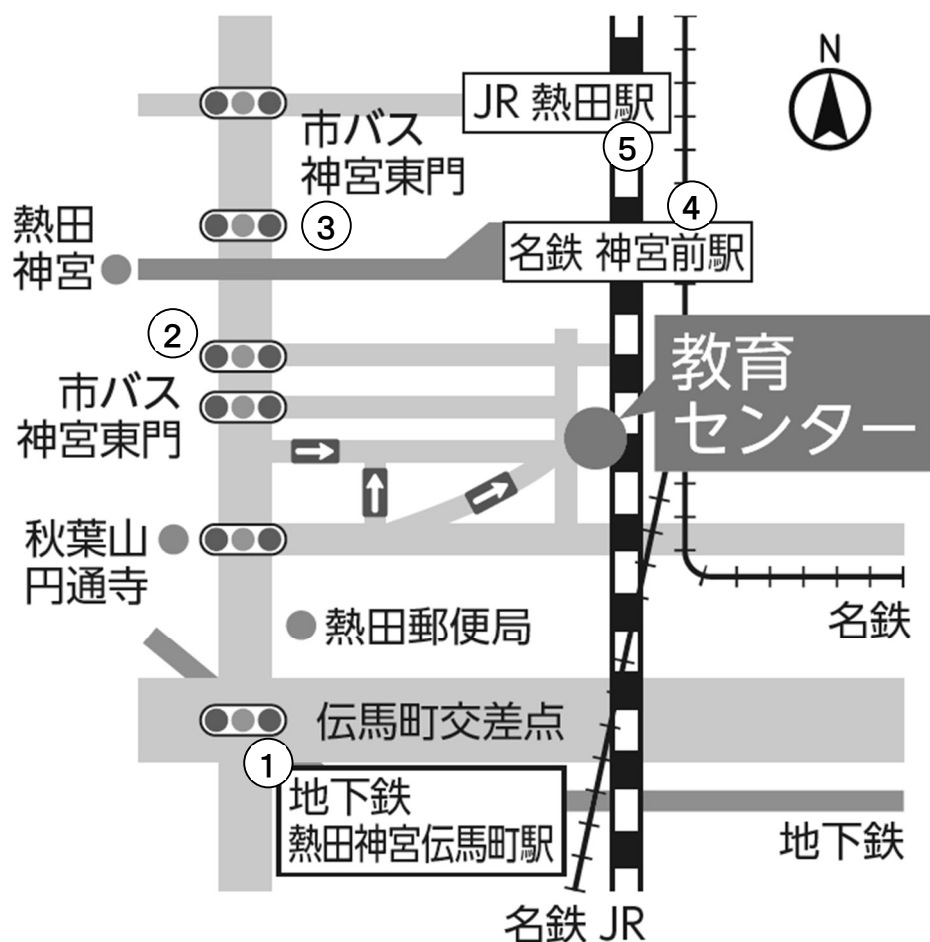 N
JR 熱田駅
⑤
市バス
神宮東門
③
④
熱田
神宮
名鉄 神宮前駅
②
教育
センター
市バス
神宮東門
秋葉山
円通寺
熱田郵便局
名鉄
伝馬町交差点
①
地下鉄
熱田神宮伝馬町駅
地下鉄
名鉄 JR